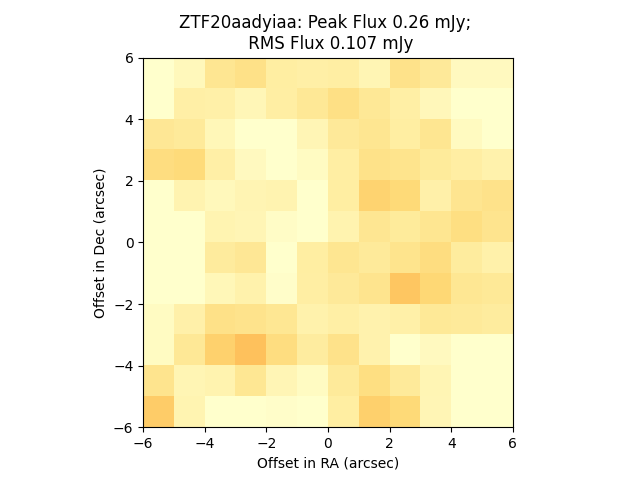 ZTF20aadyiaa: Peak Flux 0.26 mJy;
RMS Flux 0.107 mJy
6
4
2
0
−2
−4
−6
Offset in Dec (arcsec)
−6 −4 −2 0 2 4 6
Offset in RA (arcsec)